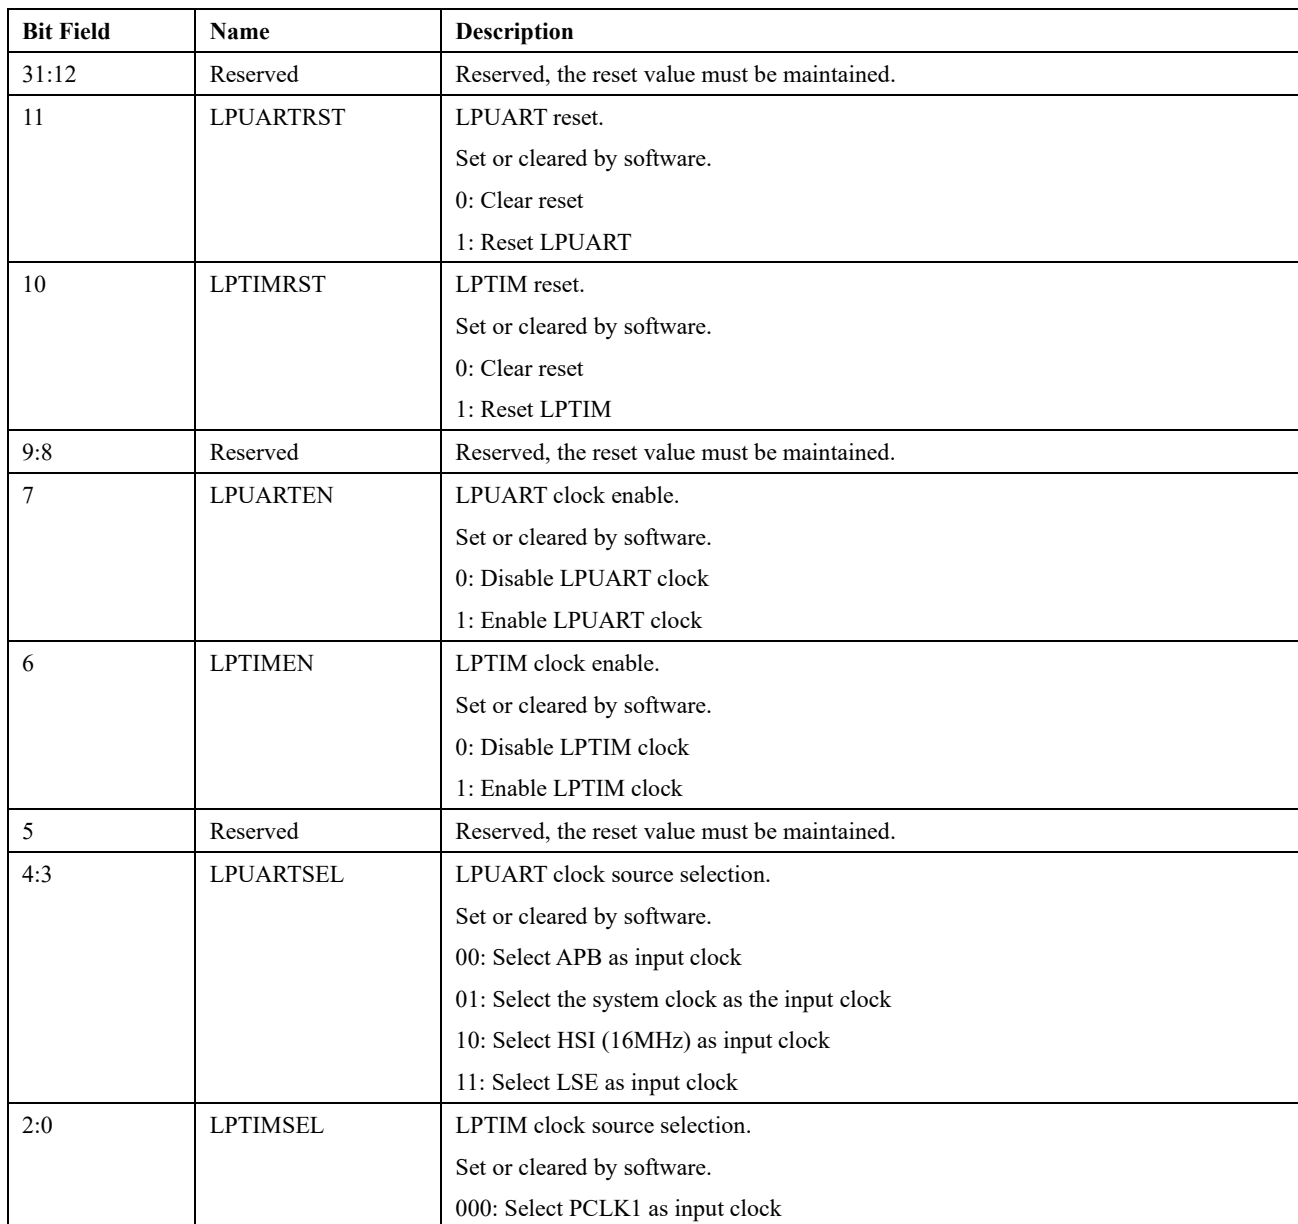 Bit Field Name Description
31:12 Reserved Reserved, the reset value must be maintained.
11 LPUARTRST LPUART reset.
Set or cleared by software.
0: Clear reset
1: Reset LPUART
10 LPTIMRST LPTIM reset.
Set or cleared by software.
0: Clear reset
1: Reset LPTIM
9:8 Reserved Reserved, the reset value must be maintained.
7 LPUARTEN LPUART clock enable.
Set or cleared by software.
0: Disable LPUART clock
1: Enable LPUART clock
6 LPTIMEN LPTIM clock enable.
Set or cleared by software.
0: Disable LPTIM clock
1: Enable LPTIM clock
5 Reserved Reserved, the reset value must be maintained.
4:3 LPUARTSEL LPUART clock source selection.
Set or cleared by software.
00: Select APB as input clock
01: Select the system clock as the input clock
10: Select HSI (16MHz) as input clock
11: Select LSE as input clock
2:0 LPTIMSEL LPTIM clock source selection.
Set or cleared by software.
000: Select PCLK1 as input clock